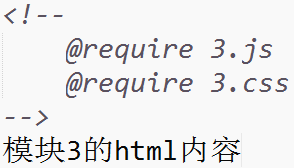 <!--
    @require 3.js
    @require 3.css
-->
模块3的html内容